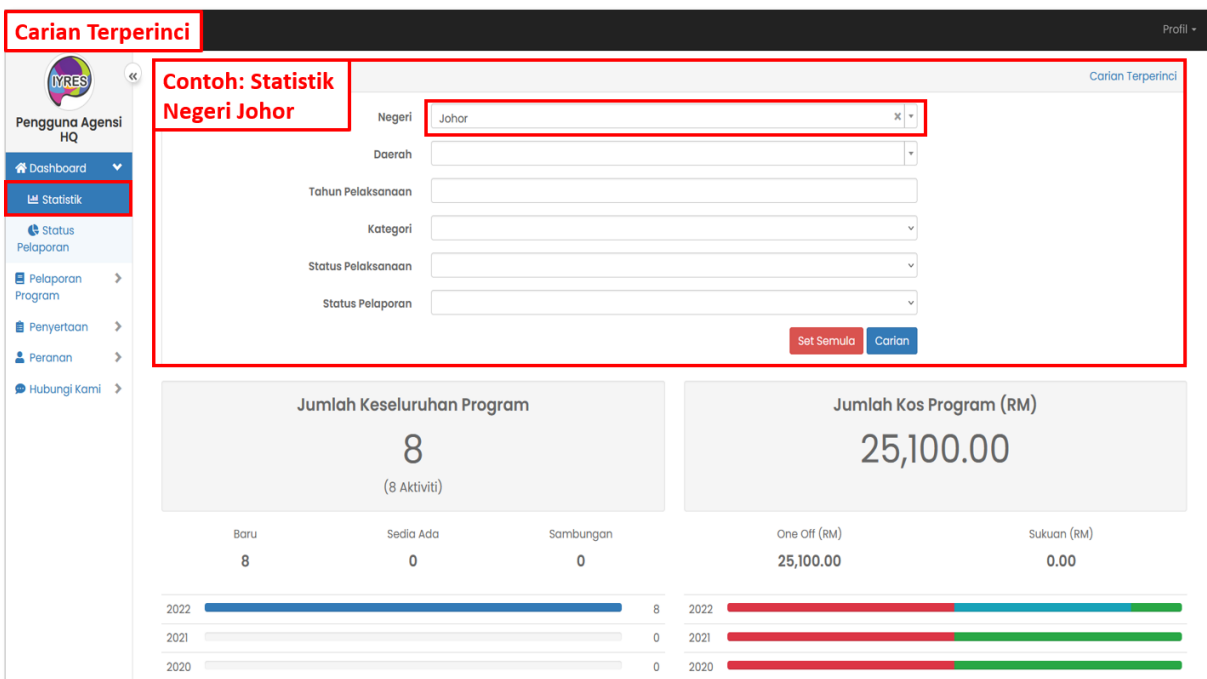 Carian Terperinci
Profil
IYRES
Pengguna Agensi
HQ
Dashboard
Statistik
Status
Pelaporan
Pelaporan
Program
Penyertaan
Peranan
Hubungi Kami
Contoh: Statistik
Negeri Johor
Carian Terperinci
Negeri Johor
Daerah
Tahun Pelaksanaan
Kategori
Status Pelaksanaan
Status Pelaporan
Set Semula Carian
Jumlah Keseluruhan Program
8
(8 Aktiviti)
Baru Sedia Ada Sambungan
8 0 0
2022 8
2021 0
2020 0
Jumlah Kos Program (RM)
25,100.00
One Off (RM) Sukuan (RM)
25,100.00 0.00
2022
2021
2020